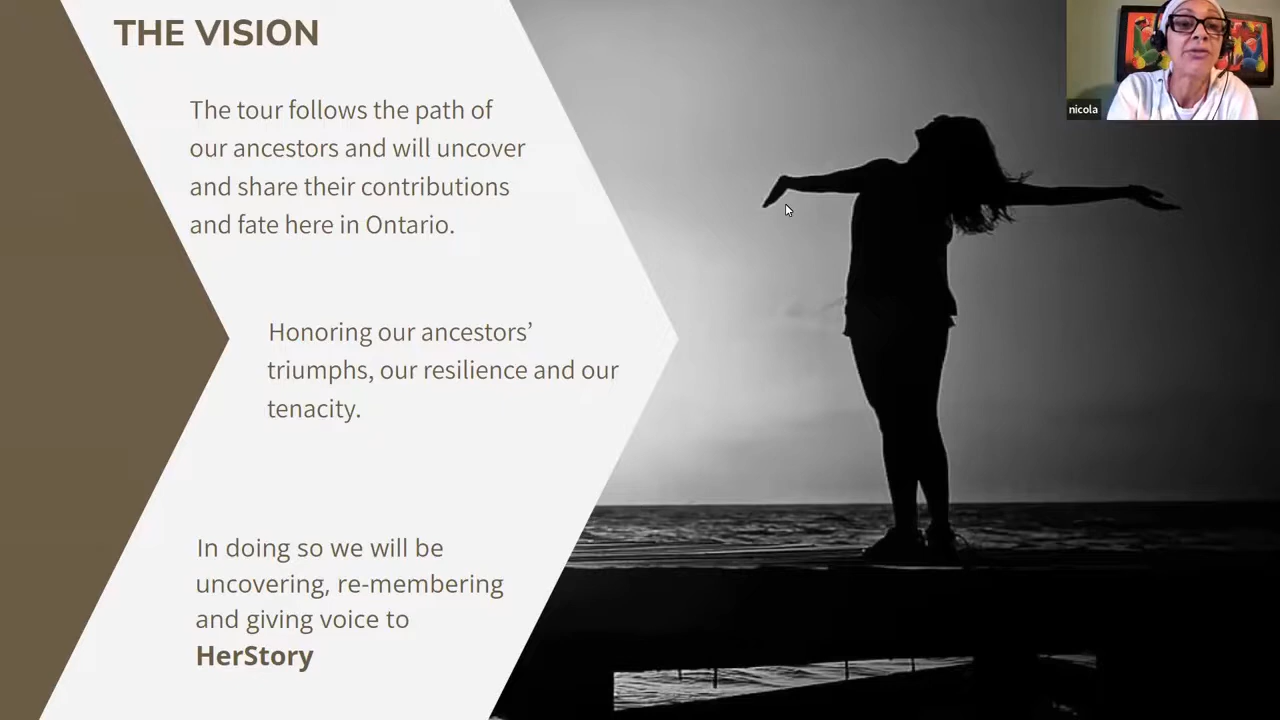 THE VISION
The tour follows the path of
our ancestors and will uncover
and share their contributions
and fate here in Ontario.
Honoring our ancestors’
triumphs, our resilience and our
tenacity.
In doing so we will be
uncovering, re-membering
and giving voice to
HerStory
nicola